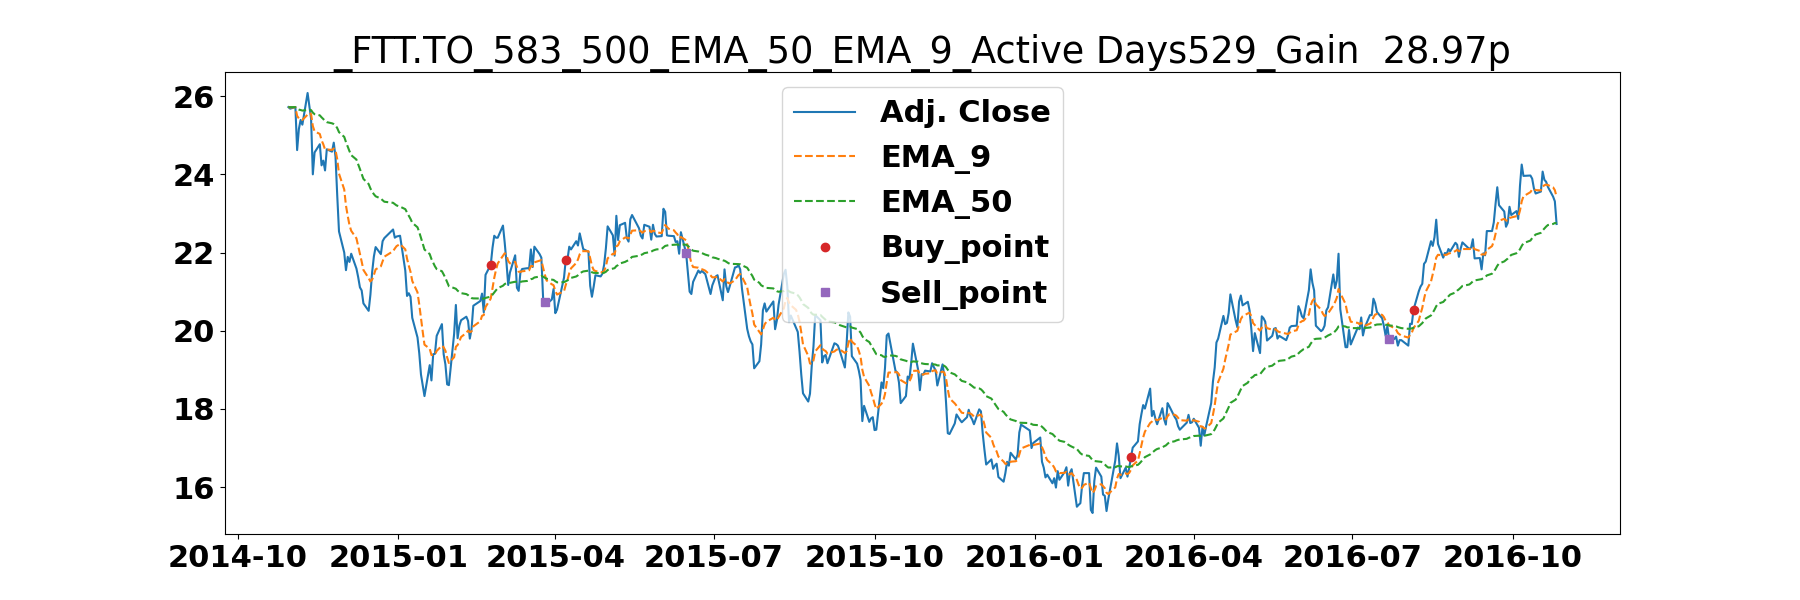 _FTT.TO_583_500_EMA_50_EMA_9_Active Days529_Gain  28.97p
26
24
22
20
18
16
Adj. Close
EMA_9
EMA_50
Buy_point
Sell_point
2014-10 2015-01 2015-04 2015-07 2015-10 2016-01 2016-04 2016-07 2016-10